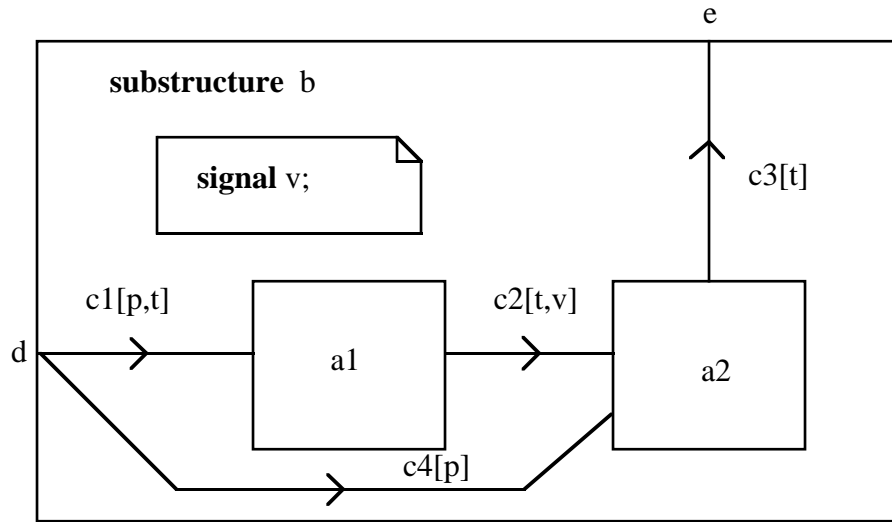 e
substructure b
signal v;
c3[t]
c1[p,t]
c2[t,v]
d
a1
a2
c4[p]